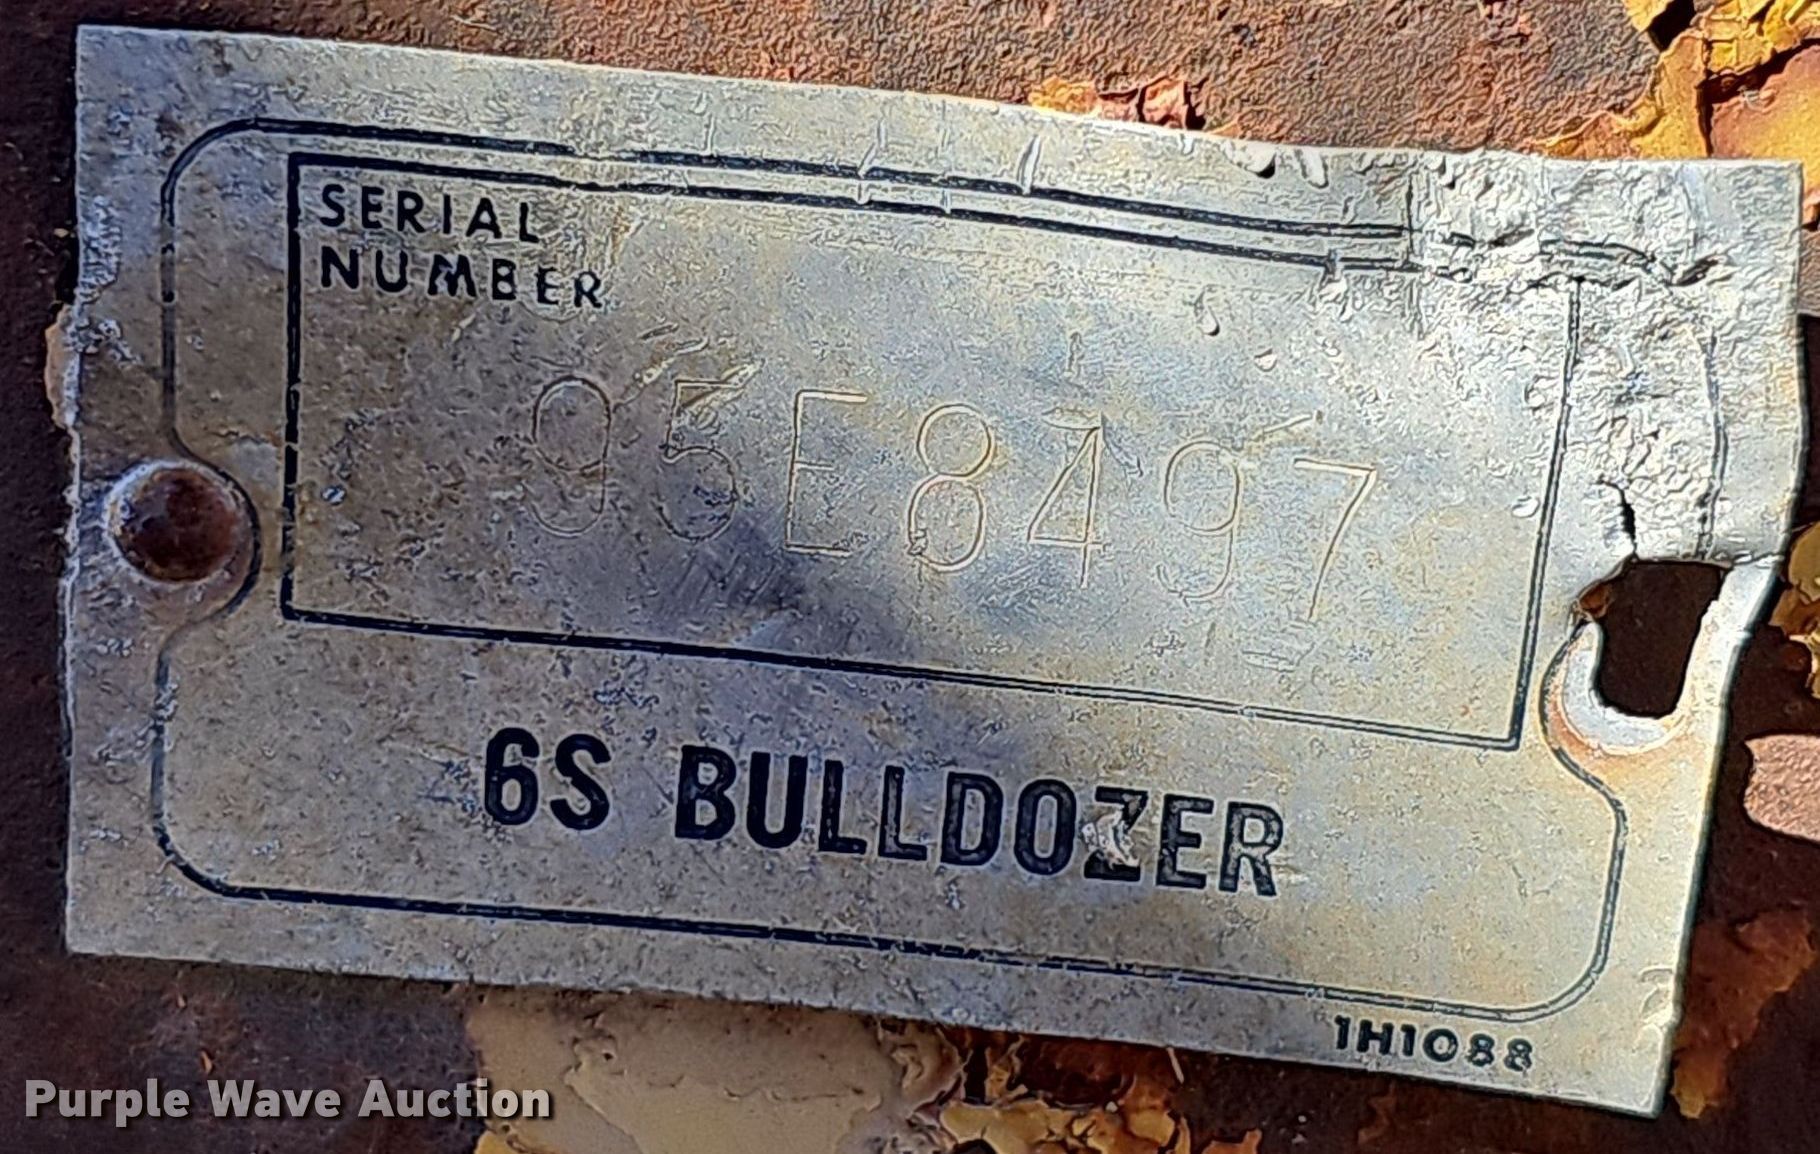 SERIAL
NUMBER
95E8497
6S BULLDOZER
1H1088
Purple Wave Auction